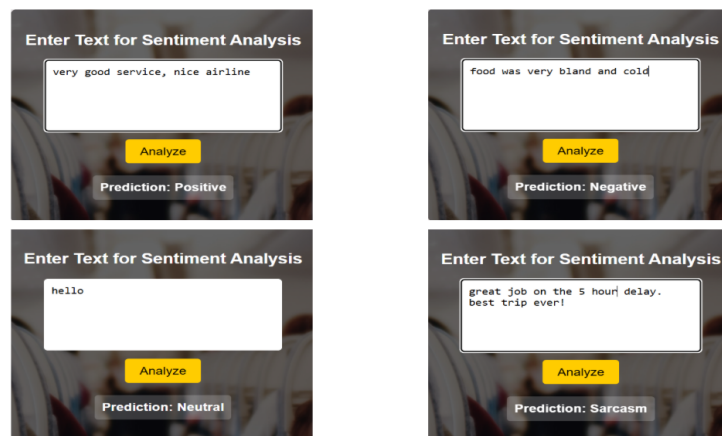 Enter Text for Sentiment Analysis
very good service, nice airline
Analyze
Prediction: Positive
Enter Text for Sentiment Analysis
food was very bland and cold
Analyze
Prediction: Negative
Enter Text for Sentiment Analysis
hello
Analyze
Prediction: Neutral
Enter Text for Sentiment Analysis
great job on the 5 hour delay.
best trip ever!
Analyze
Prediction: Sarcasm